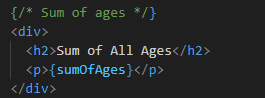 {/* Sum of ages */}
<div>
<h2>Sum of All Ages</h2>
<p>{sumOfAges}</p>
</div>